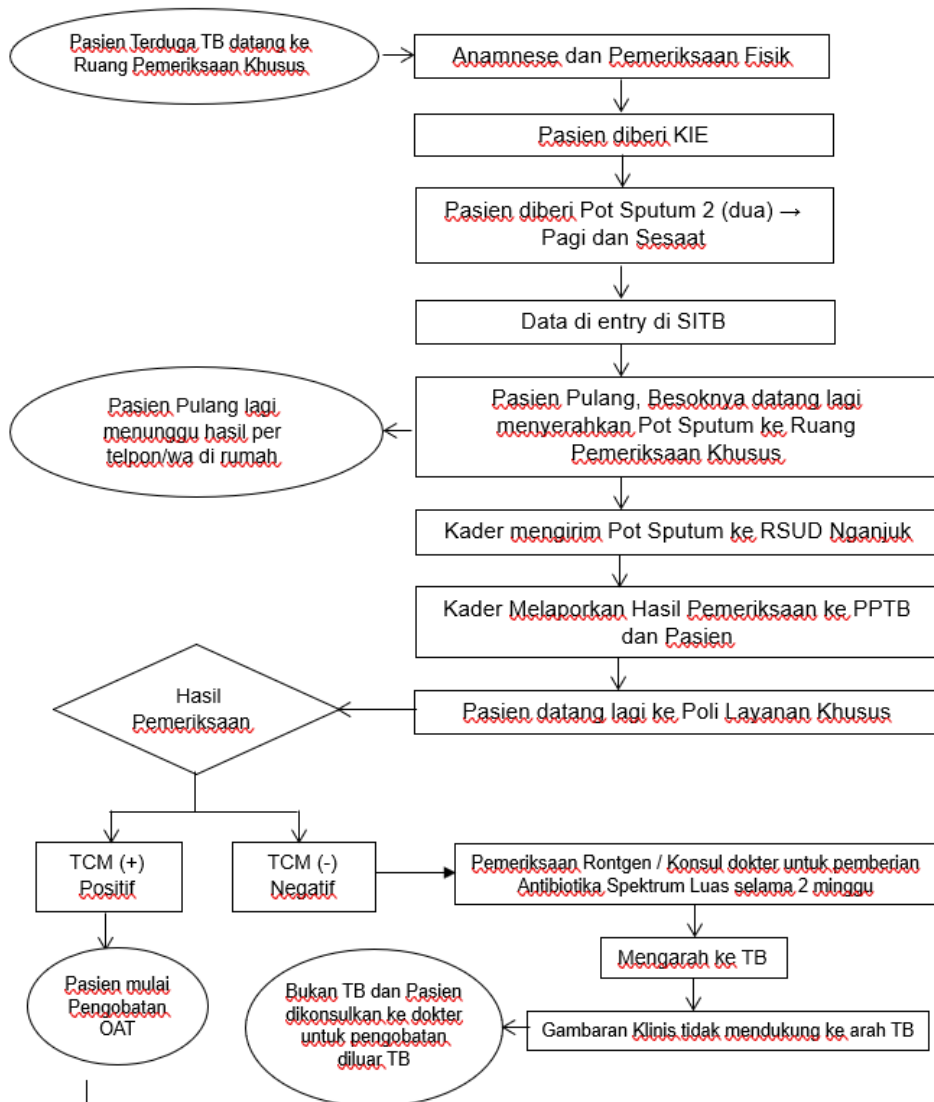 Pasien Terduga TB datang ke
Ruang Pemeriksaan Khusus
Anamnese dan Pemeriksaan Fisik
Pasien diberi KIE
Pasien diberi Pot Sputum 2 (dua) →
Pagi dan Sesaat
Data di entry di SITB
Pasien Pulang, Besoknya datang lagi
menyerahkan Pot Sputum ke Ruang
Pemeriksaan Khusus
Pasien Pulang lagi
menunggu hasil per
telpon/wa di rumah
Kader mengirim Pot Sputum ke RSUD Nganjuk
Kader Melaporkan Hasil Pemeriksaan ke PPTB
dan Pasien
Pasien datang lagi ke Poli Layanan Khusus
Hasil
Pemeriksaan
TCM (+)
Positif
TCM (-)
Negatif
Pemeriksaan Rontgen / Konsul dokter untuk pemberian
Antibiotika Spektrum Luas selama 2 minggu
Mengarah ke TB
Gambaran Klinis tidak mendukung ke arah TB
Bukan TB dan Pasien
dikonsulkan ke dokter
untuk pengobatan
diluar TB
Pasien mulai
Pengobatan
OAT